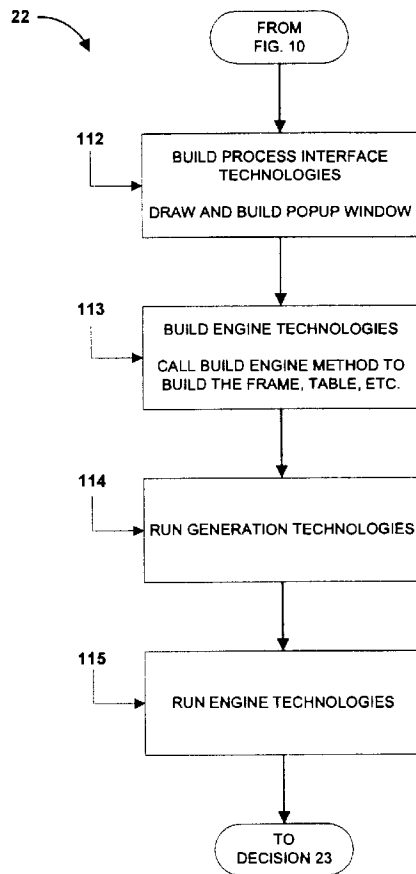 22
FROM
FIG. 10
112
BUILD PROCESS INTERFACE
TECHNOLOGIES
DRAW AND BUILD POPUP WINDOW
113
BUILD ENGINE TECHNOLOGIES
CALL BUILD ENGINE METHOD TO
BUILD THE FRAME, TABLE, ETC.
114
RUN GENERATION TECHNOLOGIES
115
RUN ENGINE TECHNOLOGIES
TO
DECISION 23